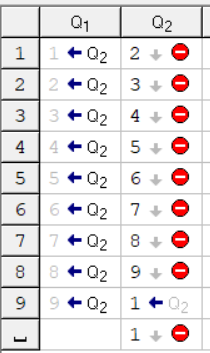 Q₁ Q₂
1 1 ← Q₂ 2 ↓ ⛔
2 2 ← Q₂ 3 ↓ ⛔
3 3 ← Q₂ 4 ↓ ⛔
4 4 ← Q₂ 5 ↓ ⛔
5 5 ← Q₂ 6 ↓ ⛔
6 6 ← Q₂ 7 ↓ ⛔
7 7 ← Q₂ 8 ↓ ⛔
8 8 ← Q₂ 9 ↓ ⛔
9 9 ← Q₂ 1 ← Q₂
⎵ 1 ↓ ⛔